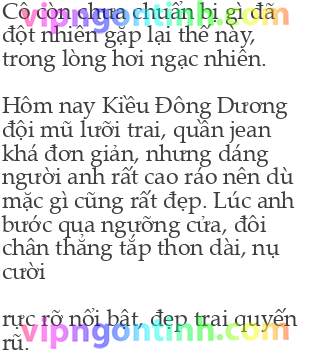 Cô còn chưa chuẩn bị gì đã
đột nhiên gặp lại thế này,
trong lòng hơi ngạc nhiên.
Hôm nay Kiều Đông Dương
đội mũ lưỡi trai, quần jean
khá đơn giản, nhưng dáng
người anh rất cao ráo nên dù
mặc gì cũng rất đẹp. Lúc anh
bước qua ngưỡng cửa, đôi
chân thẳng tắp thon dài, nụ
cười
rực rỡ nổi bật, đẹp trai quyến
rũ.
vipngontinh.com
vipngontinh.com